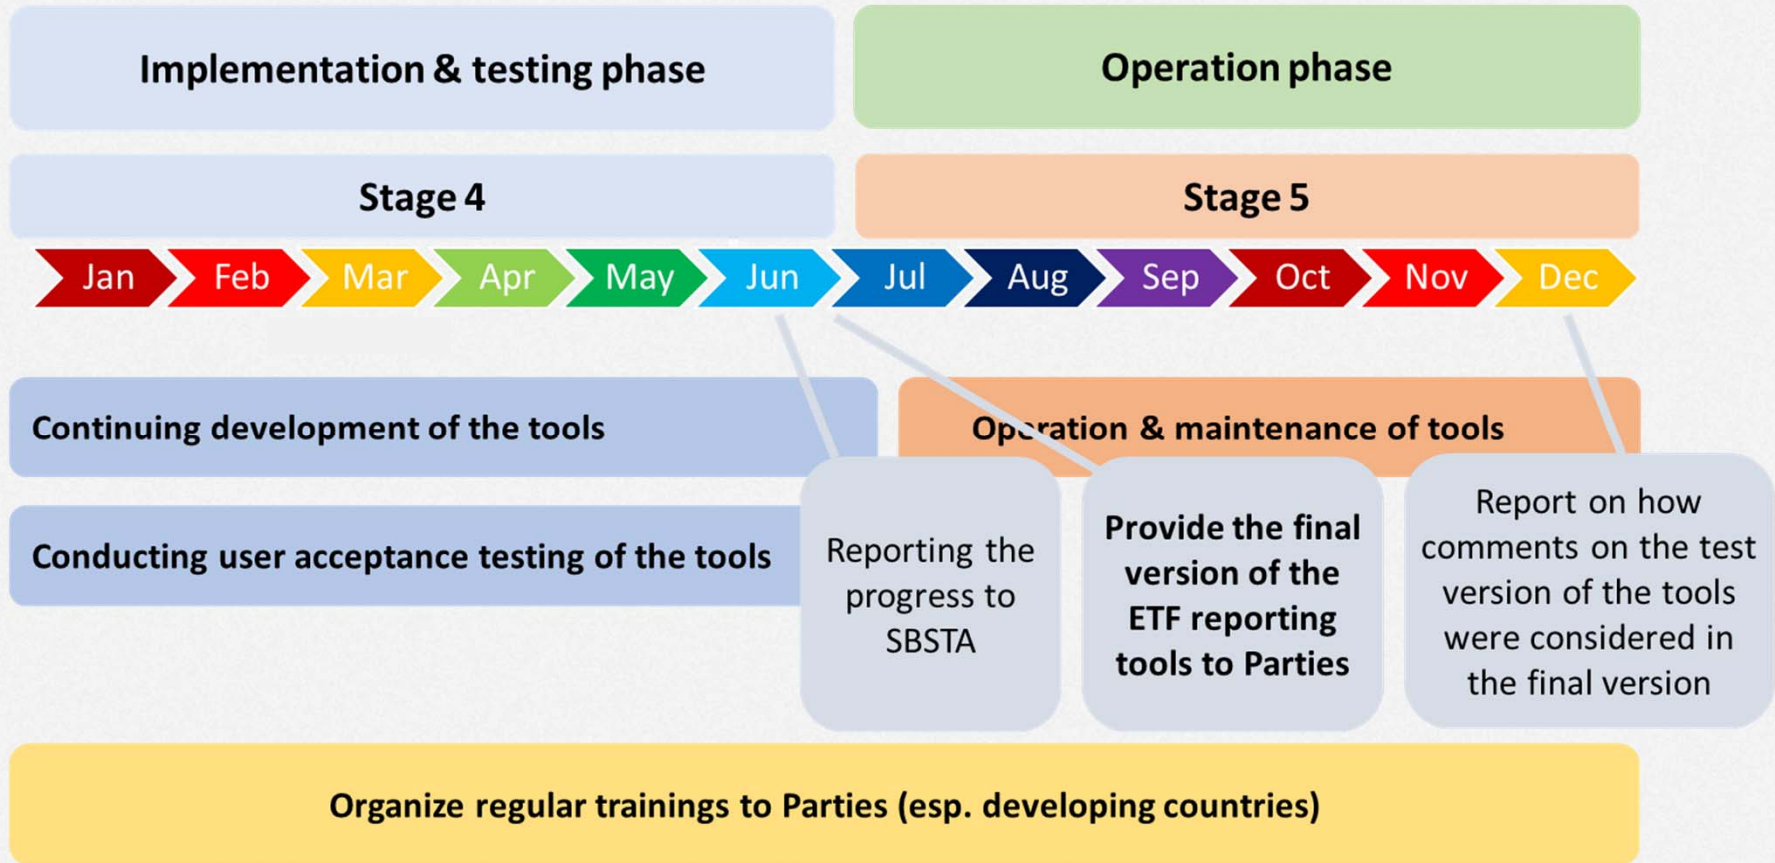 Implementation & testing phase
Operation phase
Stage 4
Stage 5
Jan
Feb
Mar
Apr
May
Jun
Jul
Aug
Sep
Oct
Nov
Dec
Continuing development of the tools
Operation & maintenance of tools
Conducting user acceptance testing of the tools
Reporting the
progress to
SBSTA
Provide the final
version of the
ETF reporting
tools to Parties
Report on how
comments on the test
version of the tools
were considered in
the final version
Organize regular trainings to Parties (esp. developing countries)